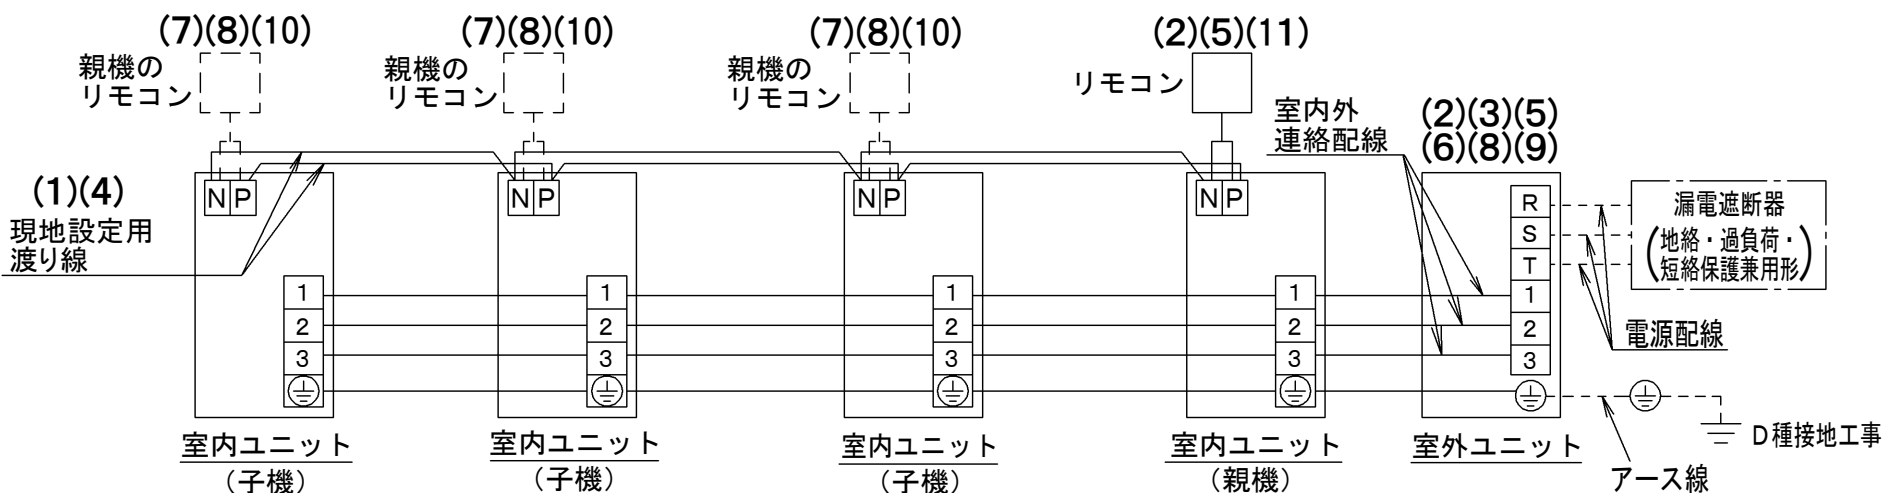 (7)(8)(10)
親機の
リモコン
(7)(8)(10)
親機の
リモコン
(7)(8)(10)
親機の
リモコン
(2)(5)(11)
リモコン
室内外
連絡配線
(2)(3)(5)
(6)(8)(9)
(1)(4)
現地設定用
渡り線
N P
N P
N P
N P
R
S
T
1
2
3
漏電遮断器
(地絡・過負荷・
短絡保護兼用形)
電源配線
1
2
3
1
2
3
1
2
3
1
2
3
室内ユニット
(子機)
室内ユニット
(子機)
室内ユニット
(子機)
室内ユニット
(親機)
室外ユニット
D種接地工事
アース線